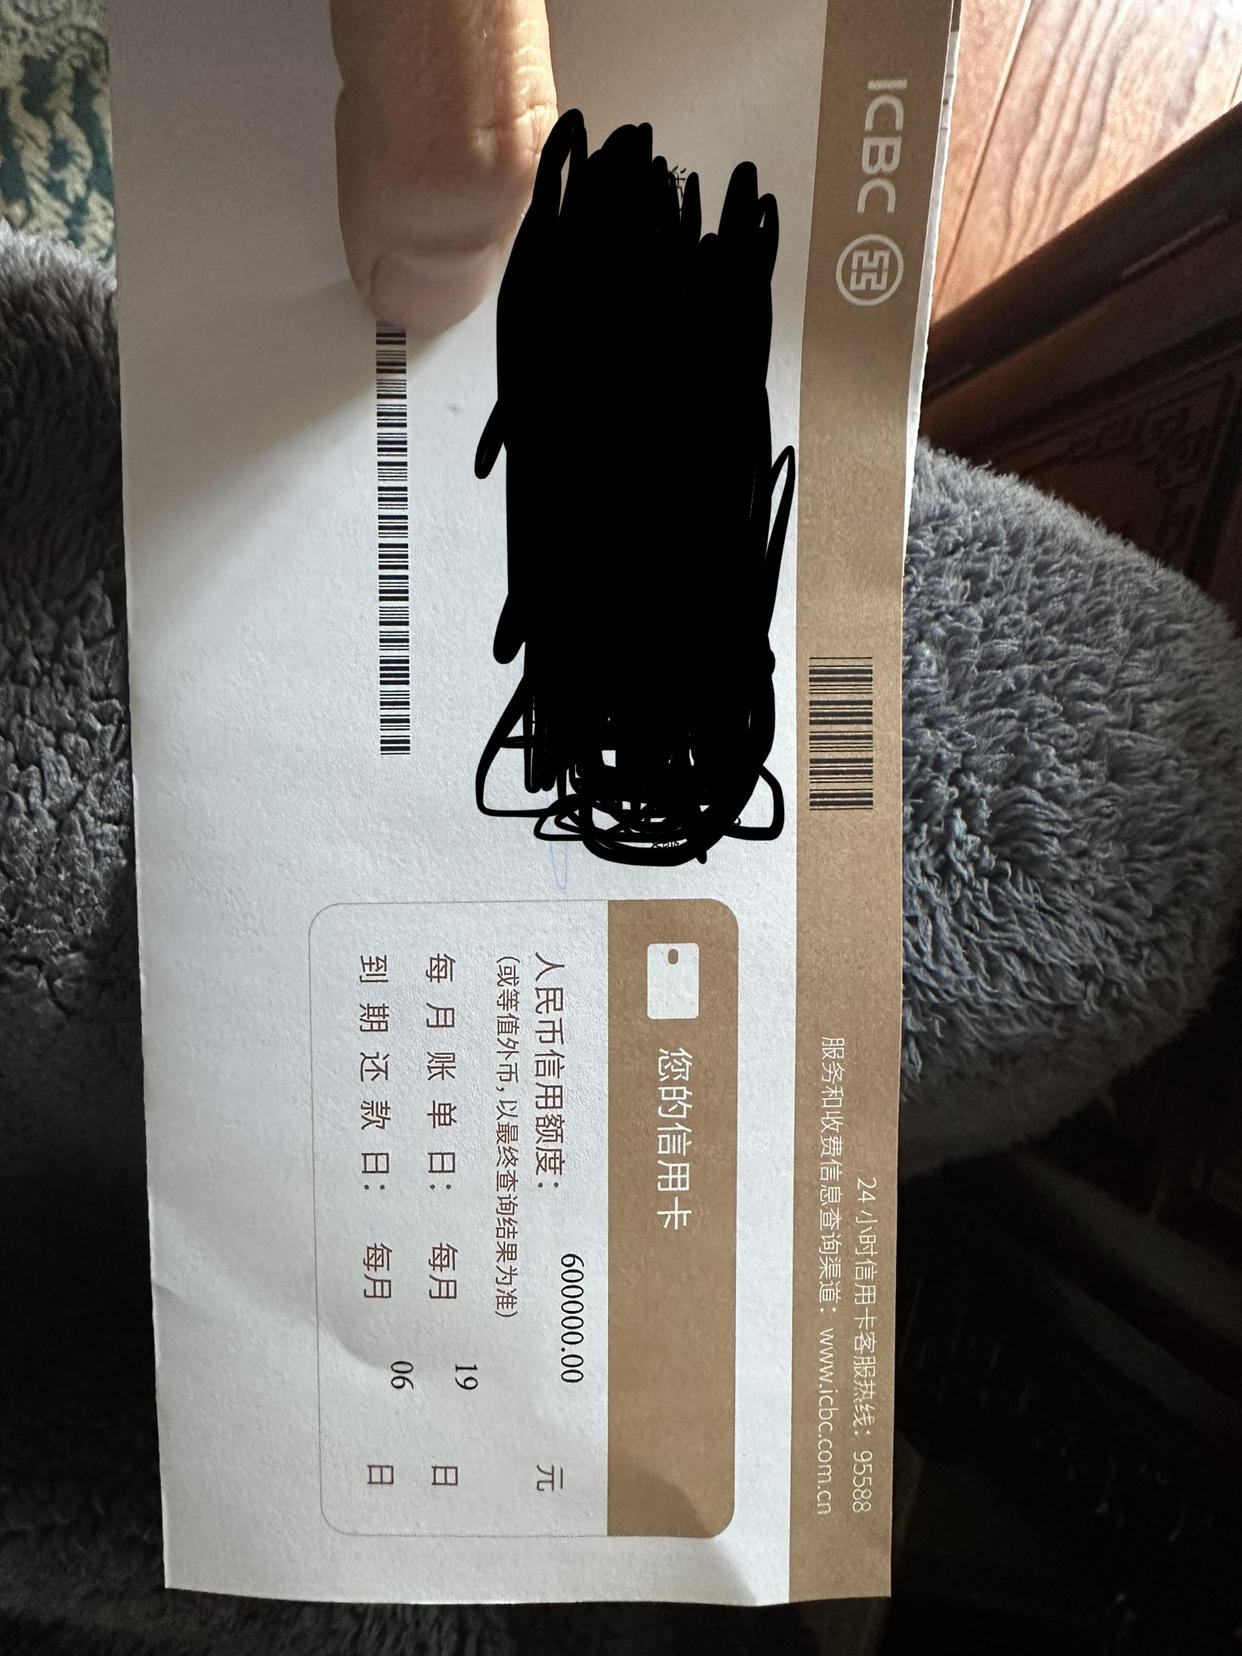 ICBC
24小时信用卡客服热线：95588
服务和收费信息查询渠道：www.icbc.com.cn
您的信用卡
人民币信用额度： 600000.00 元
（或等值外币，以最终查询结果为准）
每月账单日： 每月 19 日
到期还款日： 每月 06 日